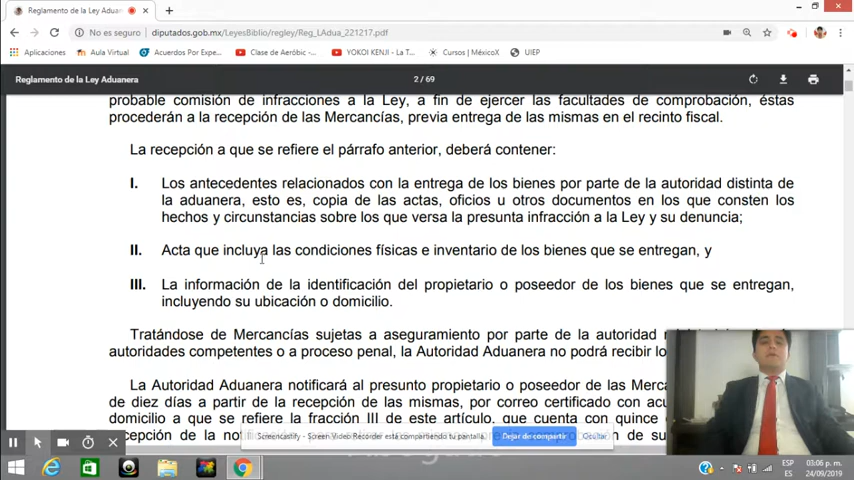 Reglamento de la Ley Aduan
No es seguro | diputados.gob.mx/LeyesBiblio/regley/Reg_LAdua_221217.pdf
Aplicaciones Aula Virtual Acuerdos Por Expe... Clase de Aeróbic -... YOKOI KENJI - La T... Cursos | MéxicoX UIEP
Reglamento de la Ley Aduanera 2 / 69
probable comisión de infracciones a la Ley, a fin de ejercer las facultades de comprobación, éstas
procederán a la recepción de las Mercancías, previa entrega de las mismas en el recinto fiscal.
La recepción a que se refiere el párrafo anterior, deberá contener:
I. Los antecedentes relacionados con la entrega de los bienes por parte de la autoridad distinta de
la aduanera, esto es, copia de las actas, oficios u otros documentos en los que consten los
hechos y circunstancias sobre los que versa la presunta infracción a la Ley y su denuncia;
II. Acta que incluya las condiciones físicas e inventario de los bienes que se entregan, y
III. La información de la identificación del propietario o poseedor de los bienes que se entregan,
incluyendo su ubicación o domicilio.
Tratándose de Mercancías sujetas a aseguramiento por parte de la autoridad
autoridades competentes o a proceso penal, la Autoridad Aduanera no podrá recibir
La Autoridad Aduanera notificará al presunto propietario o poseedor de las
de diez días a partir de la recepción de las mismas, por correo certificado con
domicilio a que se refiere la fracción III de este artículo, que cuenta con quince
Screencastify - Screen Video Recorder está compartiendo tu pantalla. Dejar de compartir Ocultar
ESP 03:06 p. m.
ES 24/09/2019